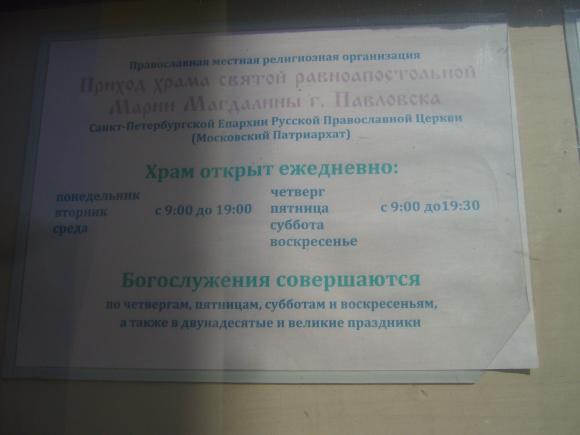 Православная местная религиозная организация
Приход храма святой равноапостольной
Марии Магдалины г. Павловска
Санкт-Петербургской Епархии Русской Православной Церкви
(Московский Патриархат)
Храм открыт ежедневно:
понедельник
вторник с 9:00 до 19:00
среда
четверг
пятница с 9:00 до19:30
суббота
воскресенье
Богослужения совершаются
по четвергам, пятницам, субботам и воскресеньям,
а также в двунадесятые и великие праздники